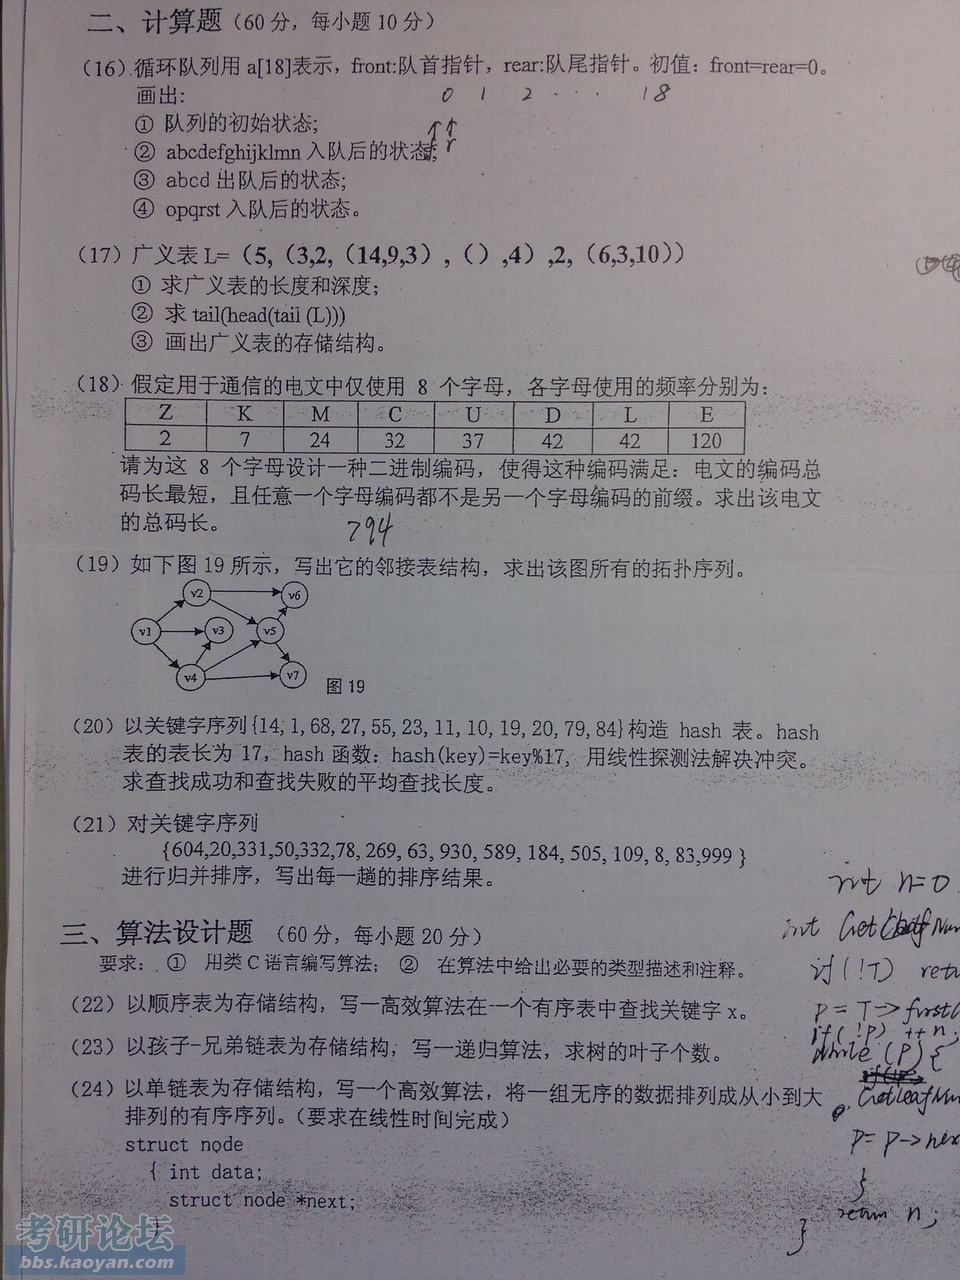 二、计算题（60 分，每小题 10 分）
（16）循环队列用 a[18]表示，front:队首指针，rear:队尾指针。初值：front=rear=0。
画出：
0 1 2 · · · 18
① 队列的初始状态;
② abcdefghijklmn 入队后的状态;
③ abcd 出队后的状态;
④ opqrst 入队后的状态。
（17）广义表 L=（5,（3,2,（14,9,3）,（）,4）,2,（6,3,10））
① 求广义表的长度和深度;
② 求 tail(head(tail (L)))
③ 画出广义表的存储结构。
（18）假定用于通信的电文中仅使用 8 个字母，各字母使用的频率分别为：
Z K M C U D L E
2 7 24 32 37 42 42 120
请为这 8 个字母设计一种二进制编码，使得这种编码满足：电文的编码总
码长最短，且任意一个字母编码都不是另一个字母编码的前缀。求出该电文
的总码长。
794
（19）如下图 19 所示，写出它的邻接表结构，求出该图所有的拓扑序列。
v2 v6
v1 v3 v5
v4 v7
图 19
（20）以关键字序列{14,1,68,27,55,23,11,10,19,20,79,84}构造 hash 表。hash
表的表长为 17，hash 函数：hash(key)=key%17，用线性探测法解决冲突。
求查找成功和查找失败的平均查找长度。
（21）对关键字序列
{604,20,331,50,332,78, 269, 63, 930, 589, 184, 505, 109, 8, 83,999 }
进行归并排序，写出每一趟的排序结果。
int n=0
三、算法设计题 （60 分，每小题 20 分）
int Get
要求： ① 用类 C 语言编写算法； ② 在算法中给出必要的类型描述和注释。
if(!T)
（22）以顺序表为存储结构，写一高效算法在一个有序表中查找关键字 x。
p = T->first
if(!p) ++n;
（23）以孩子-兄弟链表为存储结构，写一递归算法，求树的叶子个数。
while (p) {
（24）以单链表为存储结构，写一个高效算法，将一组无序的数据排列成从小到大
排列的有序序列。（要求在线性时间完成）
p= p->nex
struct node
{ int data;
struct node *next;
}
return n;
}
}
考研论坛
bbs.kaoyan.com